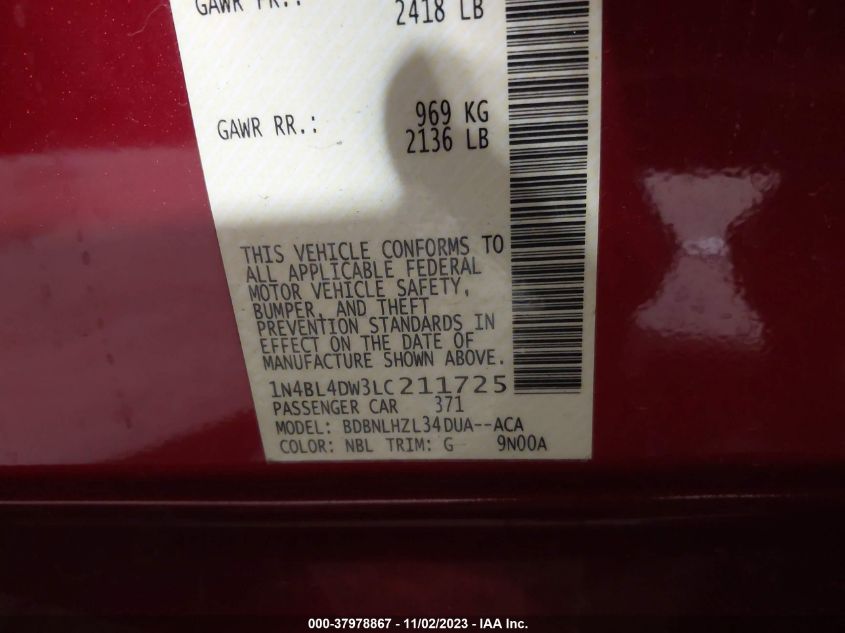 GAWR FR.:
2418 LB
GAWR RR.: 969 KG
2136 LB
THIS VEHICLE CONFORMS TO
ALL APPLICABLE FEDERAL
MOTOR VEHICLE SAFETY,
BUMPER, AND THEFT
PREVENTION STANDARDS IN
EFFECT ON THE DATE OF
MANUFACTURE SHOWN ABOVE.
1N4BL4DW3LC211725
PASSENGER CAR 371
MODEL: BDBNLHZL34DUA--ACA
COLOR: NBL TRIM: G 9N00A
000-37978867 - 11/02/2023 - IAA Inc.